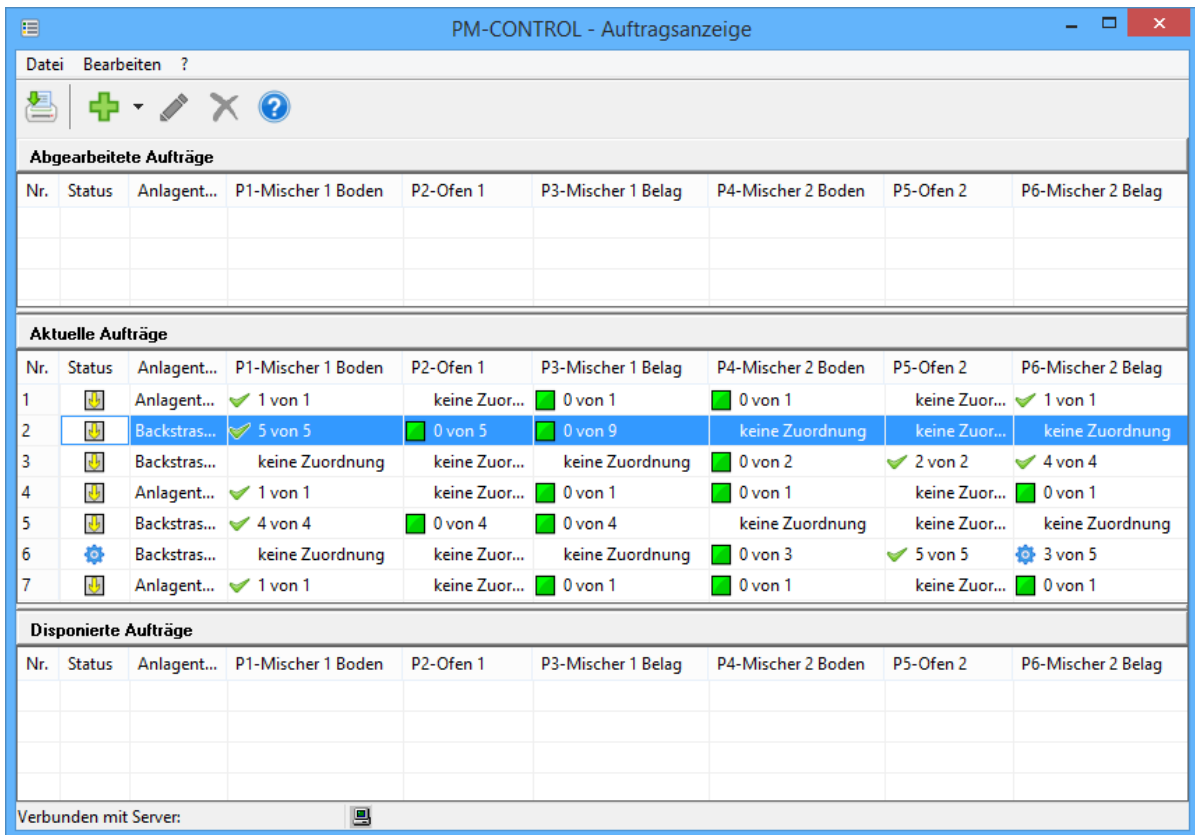 PM-CONTROL - Auftragsanzeige
Datei Bearbeiten ?
Abgearbeitete Aufträge
Nr. Status Anlagent... P1-Mischer 1 Boden P2-Ofen 1 P3-Mischer 1 Belag P4-Mischer 2 Boden P5-Ofen 2 P6-Mischer 2 Belag
Aktuelle Aufträge
Nr. Status Anlagent... P1-Mischer 1 Boden P2-Ofen 1 P3-Mischer 1 Belag P4-Mischer 2 Boden P5-Ofen 2 P6-Mischer 2 Belag
1 Anlagent... 1 von 1 keine Zuor... 0 von 1 0 von 1 keine Zuor... 1 von 1
2 Backstras... 5 von 5 0 von 5 0 von 9 keine Zuordnung keine Zuor... keine Zuordnung
3 Backstras... keine Zuordnung keine Zuor... keine Zuordnung 0 von 2 2 von 2 4 von 4
4 Anlagent... 1 von 1 keine Zuor... 0 von 1 0 von 1 keine Zuor... 0 von 1
5 Backstras... 4 von 4 0 von 4 0 von 4 keine Zuordnung keine Zuor... keine Zuordnung
6 Backstras... keine Zuordnung keine Zuor... keine Zuordnung 0 von 3 5 von 5 3 von 5
7 Anlagent... 1 von 1 keine Zuor... 0 von 1 0 von 1 keine Zuor... 0 von 1
Disponierte Aufträge
Nr. Status Anlagent... P1-Mischer 1 Boden P2-Ofen 1 P3-Mischer 1 Belag P4-Mischer 2 Boden P5-Ofen 2 P6-Mischer 2 Belag
Verbunden mit Server: